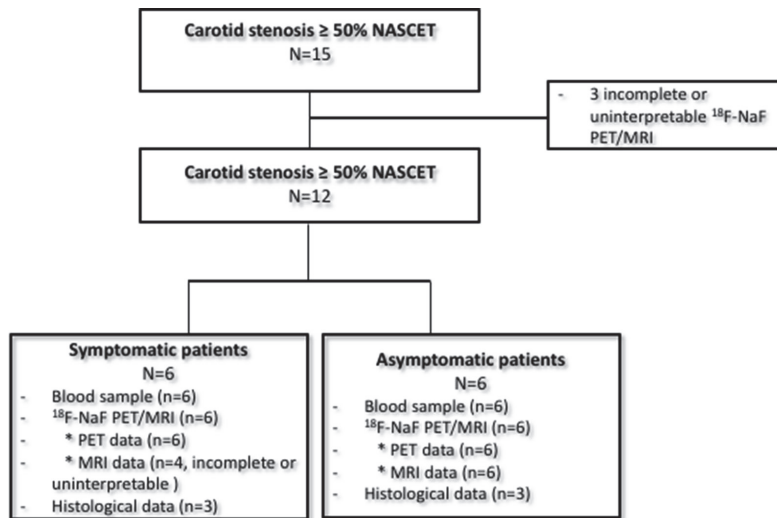 Carotid stenosis ≥ 50% NASCET
N=15
- 3 incomplete or
uninterpretable ¹⁸F-NaF
PET/MRI
Carotid stenosis ≥ 50% NASCET
N=12
Symptomatic patients
N=6
- Blood sample (n=6)
- ¹⁸F-NaF PET/MRI (n=6)
- * PET data (n=6)
- * MRI data (n=4, incomplete or
uninterpretable )
- Histological data (n=3)
Asymptomatic patients
N=6
- Blood sample (n=6)
- ¹⁸F-NaF PET/MRI (n=6)
- * PET data (n=6)
- * MRI data (n=6)
- Histological data (n=3)